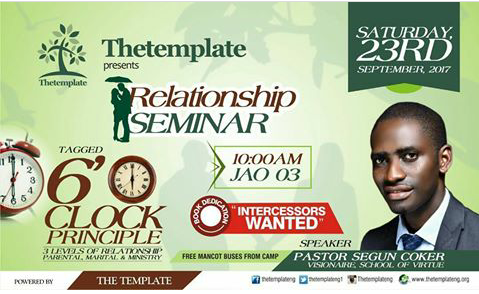 Thetemplate
Thetemplate
presents
SATURDAY,
23RD
SEPTEMBER, 2017
Relationship
SEMINAR
TAGGED
6'O
CLOCK
PRINCIPLE
3 LEVELS OF RELATIONSHIP
PARENTAL, MARITAL & MINISTRY
10:00AM
JAO 03
BOOK DEDICATION
"INTERCESSORS
WANTED"
FREE MANCOT BUSES FROM CAMP
SPEAKER
PASTOR SEGUN COKER
VISIONAIRE, SCHOOL OF VIRTUE
POWERED BY
THE TEMPLATE
thetemplateng
thetemplateng1
Thetemplateng
www.thetemplateng.org